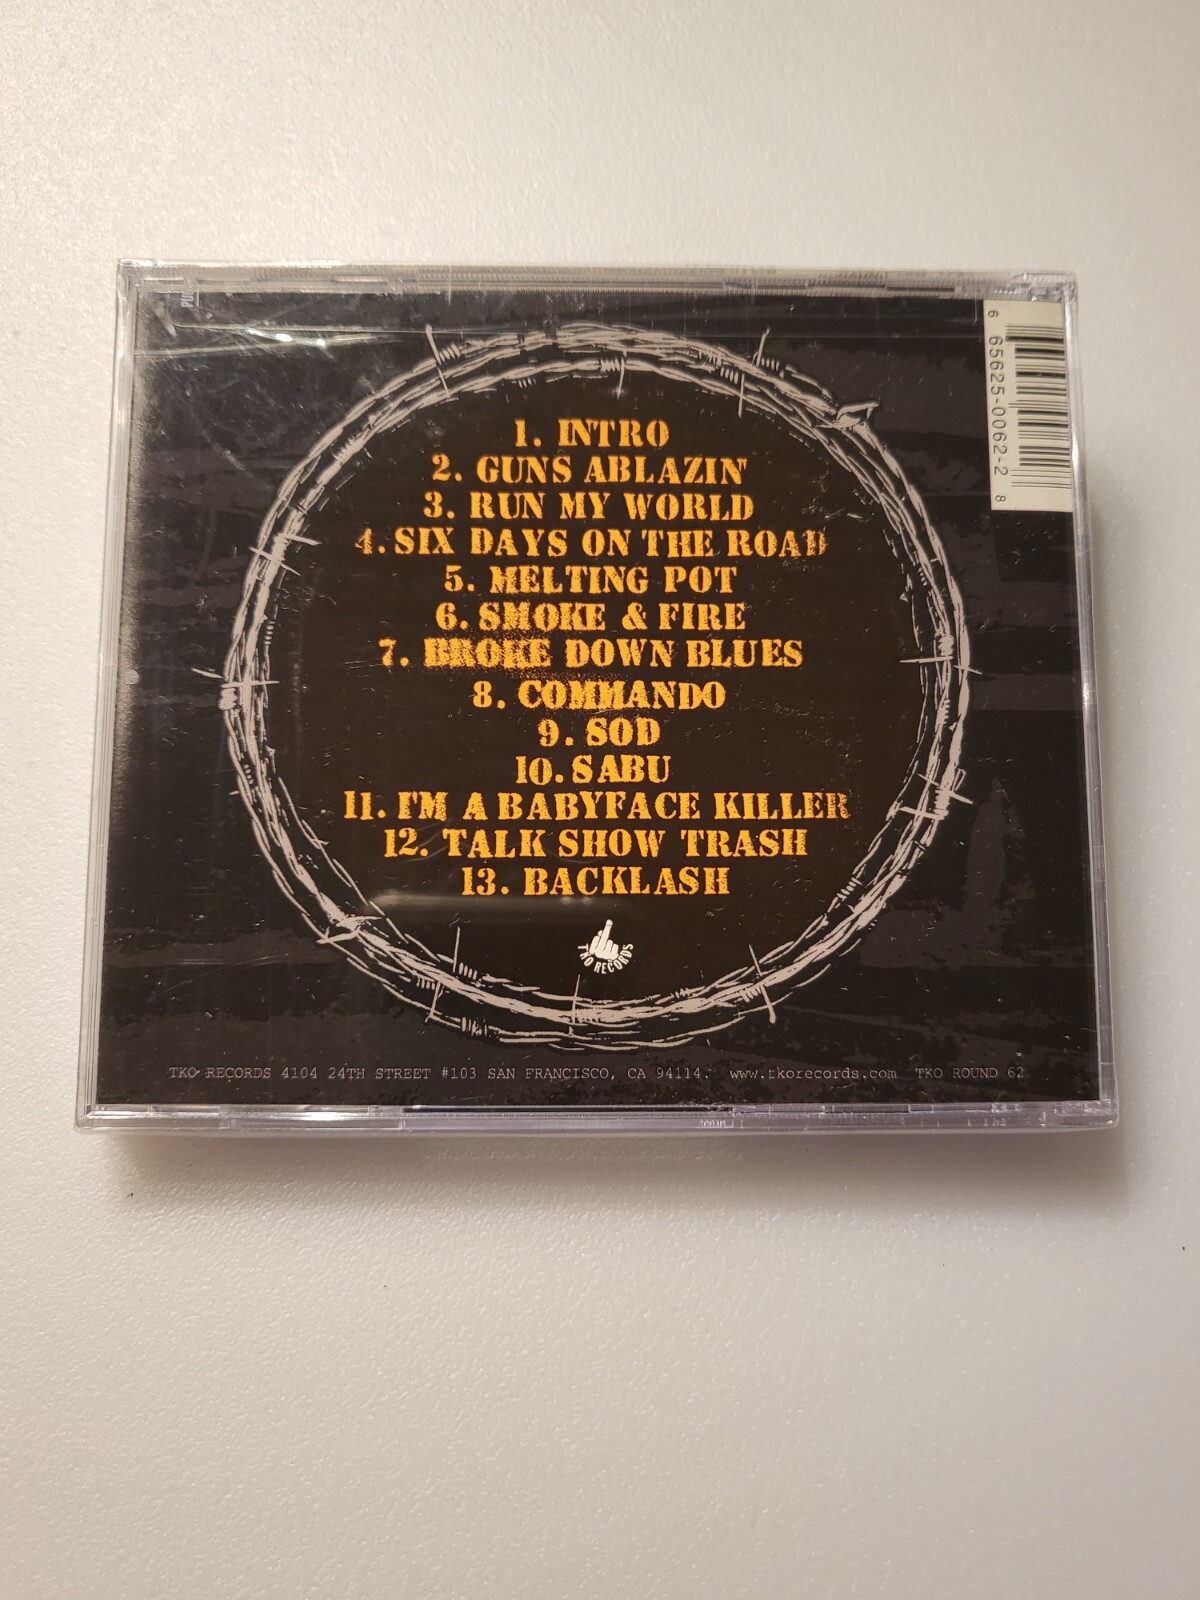 1. INTRO
2. GUNS ABLAZIN'
3. RUN MY WORLD
4. SIX DAYS ON THE ROAD
5. MELTING POT
6. SMOKE & FIRE
7. BROKE DOWN BLUES
8. COMMANDO
9. SOD
10. SABU
11. I'M A BABYFACE KILLER
12. TALK SHOW TRASH
13. BACKLASH
TKO RECORDS
TKO RECORDS 4104 24TH STREET #103 SAN FRANCISCO, CA 94114. www.tkorecords.com TKO ROUND 62
6 65625-0062-2 8